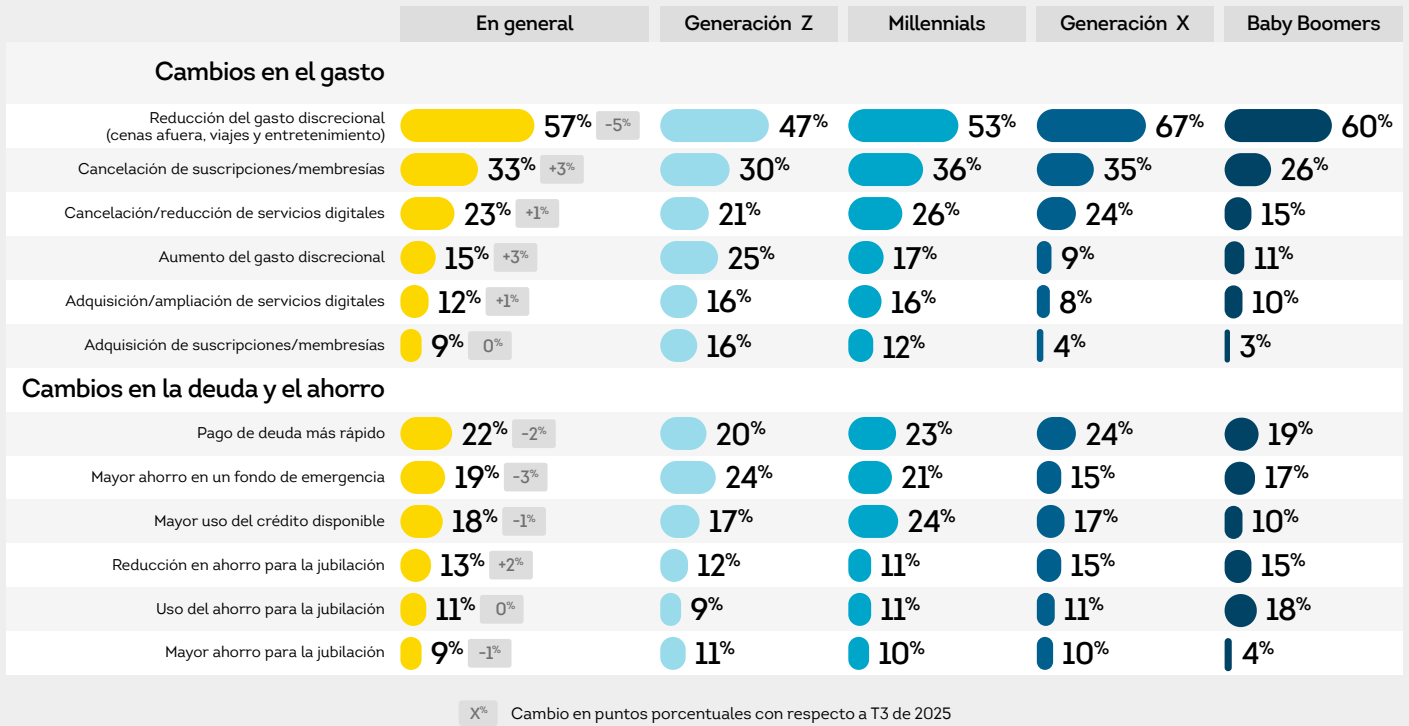 En general Generación Z Millennials Generación X Baby Boomers
Cambios en el gasto
Reducción del gasto discrecional
(cenas afuera, viajes y entretenimiento) 57% -5% 47% 53% 67% 60%
Cancelación de suscripciones/membresías 33% +3% 30% 36% 35% 26%
Cancelación/reducción de servicios digitales 23% +1% 21% 26% 24% 15%
Aumento del gasto discrecional 15% +3% 25% 17% 9% 11%
Adquisición/ampliación de servicios digitales 12% +1% 16% 16% 8% 10%
Adquisición de suscripciones/membresías 9% 0% 16% 12% 4% 3%
Cambios en la deuda y el ahorro
Pago de deuda más rápido 22% -2% 20% 23% 24% 19%
Mayor ahorro en un fondo de emergencia 19% -3% 24% 21% 15% 17%
Mayor uso del crédito disponible 18% -1% 17% 24% 17% 10%
Reducción en ahorro para la jubilación 13% +2% 12% 11% 15% 15%
Uso del ahorro para la jubilación 11% 0% 9% 11% 11% 18%
Mayor ahorro para la jubilación 9% -1% 11% 10% 10% 4%
X% Cambio en puntos porcentuales con respecto a T3 de 2025